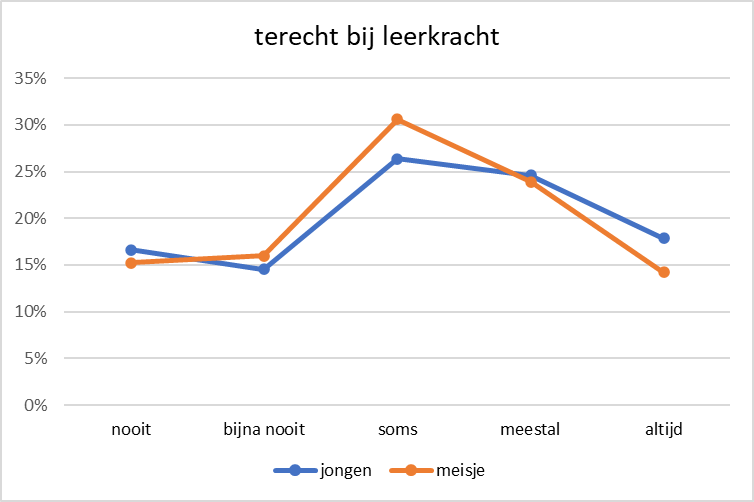 terecht bij leerkracht
35%
30%
25%
20%
15%
10%
5%
0%
nooit bijna nooit soms meestal altijd
jongen meisje